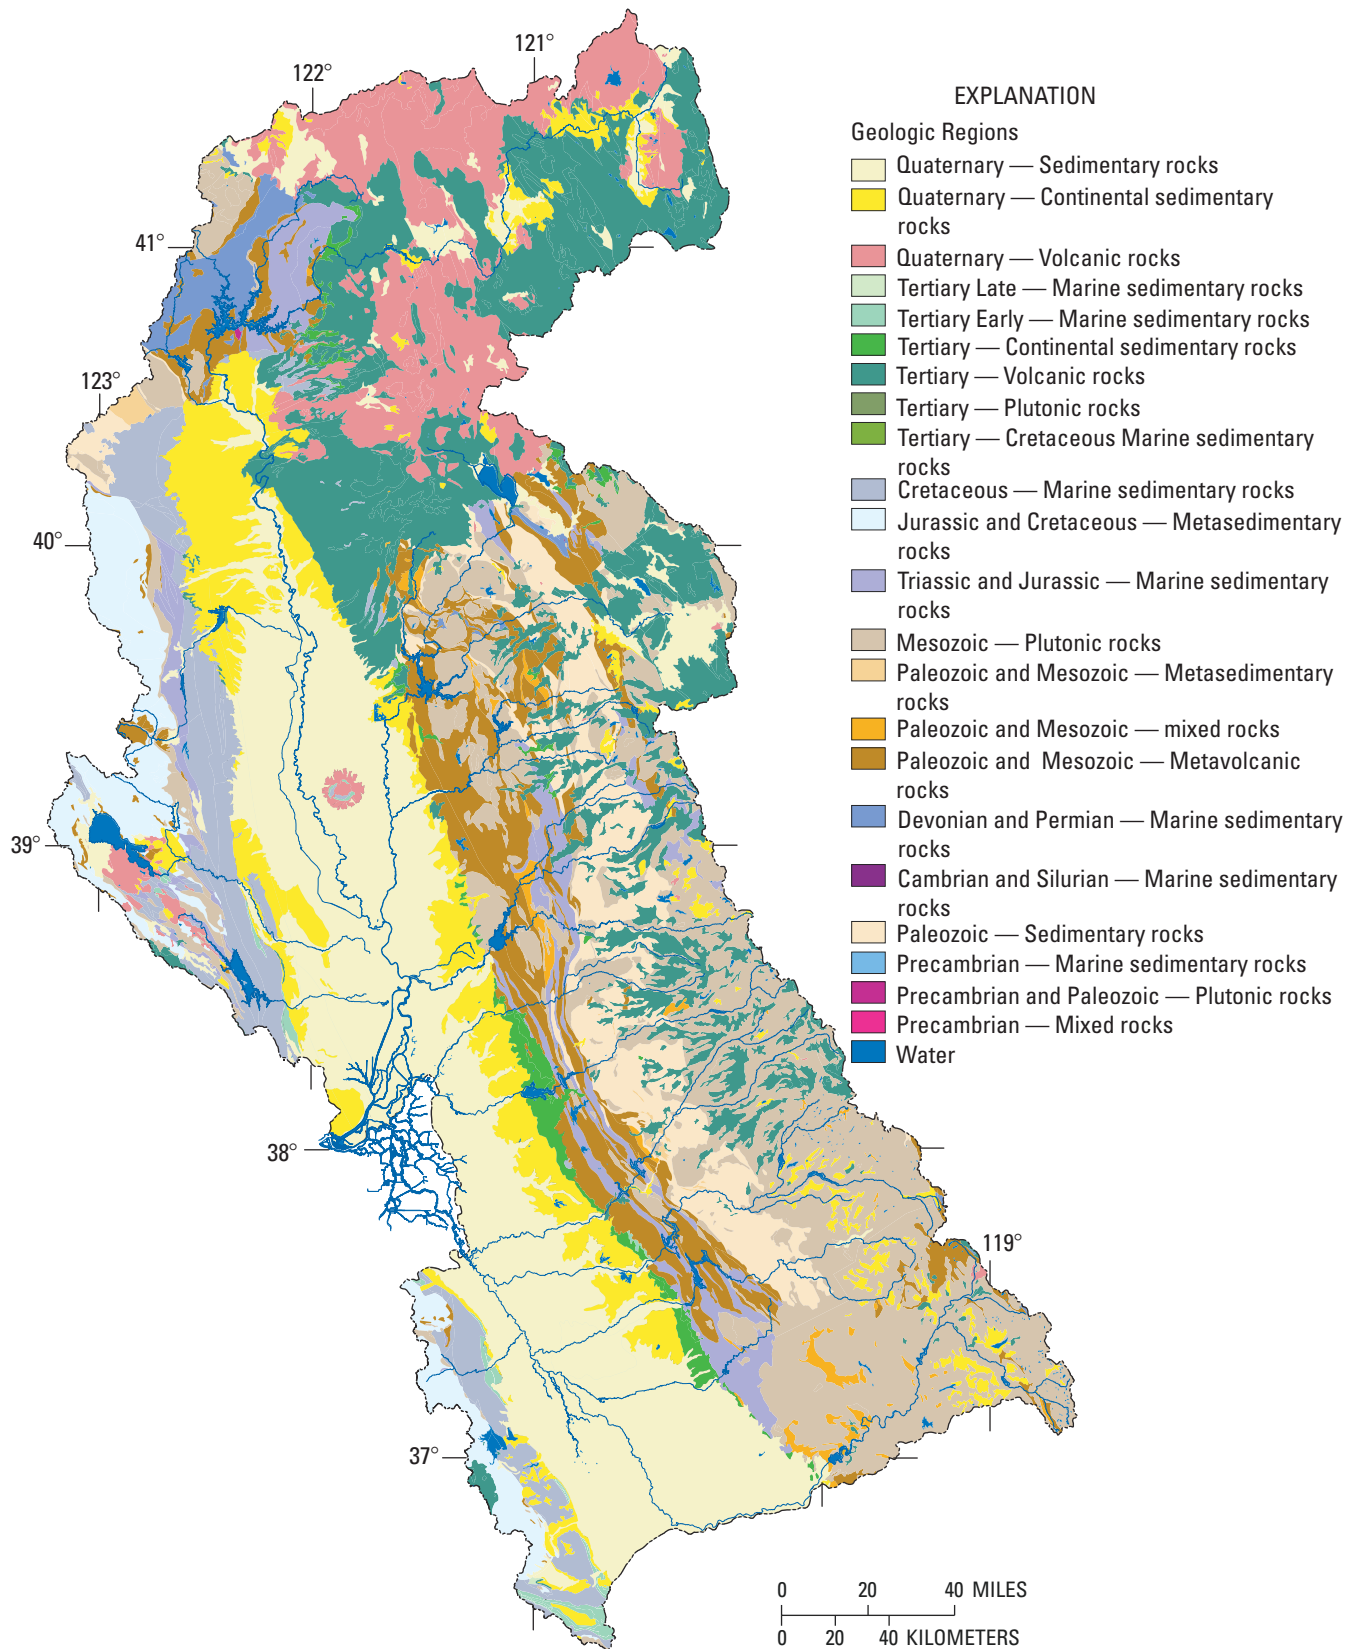 121°
122°
EXPLANATION
Geologic Regions
Quaternary — Sedimentary rocks
Quaternary — Continental sedimentary
rocks
41°
Quaternary — Volcanic rocks
Tertiary Late — Marine sedimentary rocks
Tertiary Early — Marine sedimentary rocks
Tertiary — Continental sedimentary rocks
123°
Tertiary — Volcanic rocks
Tertiary — Plutonic rocks
Tertiary — Cretaceous Marine sedimentary
rocks
Cretaceous — Marine sedimentary rocks
40°
Jurassic and Cretaceous — Metasedimentary
rocks
Triassic and Jurassic — Marine sedimentary
rocks
Mesozoic — Plutonic rocks
Paleozoic and Mesozoic — Metasedimentary
rocks
Paleozoic and Mesozoic — mixed rocks
Paleozoic and Mesozoic — Metavolcanic
rocks
39°
Devonian and Permian — Marine sedimentary
rocks
Cambrian and Silurian — Marine sedimentary
rocks
Paleozoic — Sedimentary rocks
Precambrian — Marine sedimentary rocks
Precambrian and Paleozoic — Plutonic rocks
Precambrian — Mixed rocks
Water
38°
119°
37°
0 20 40 MILES
0 20 40 KILOMETERS